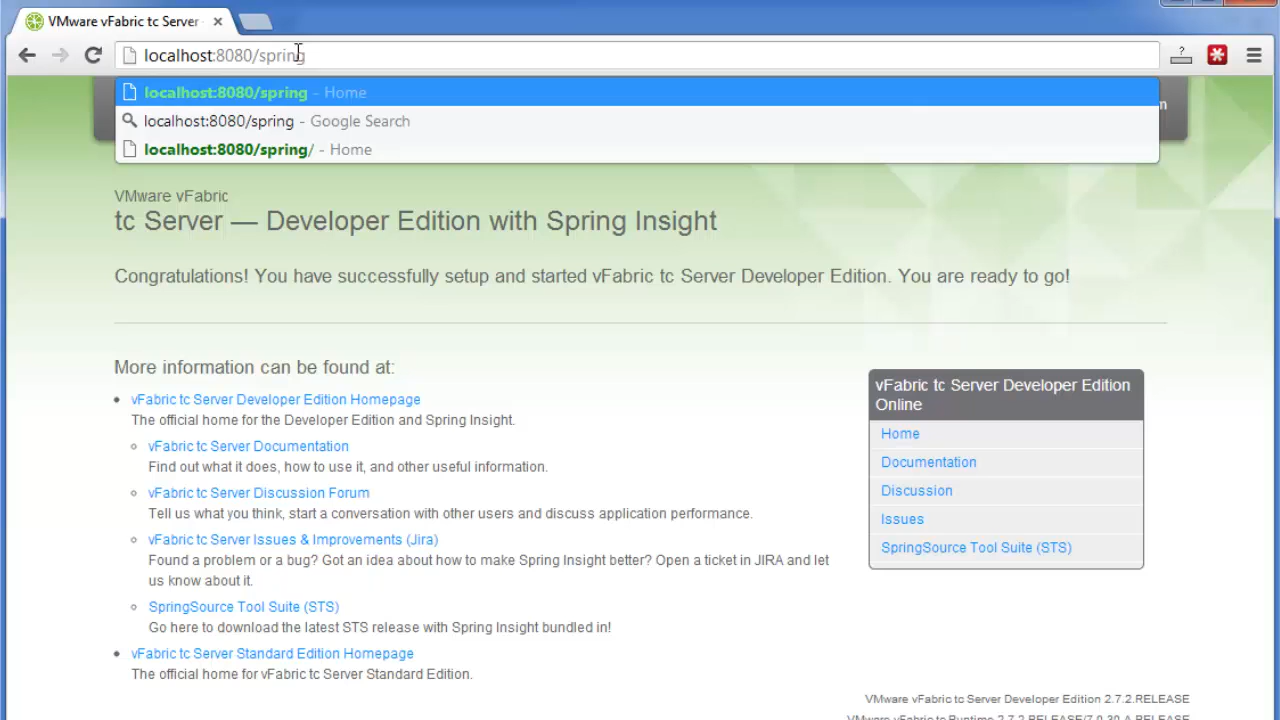 VMware vFabric tc Server
localhost:8080/spring
localhost:8080/spring - Home
localhost:8080/spring - Google Search
localhost:8080/spring/ - Home
VMware vFabric
tc Server — Developer Edition with Spring Insight
Congratulations! You have successfully setup and started vFabric tc Server Developer Edition. You are ready to go!
More information can be found at:
vFabric tc Server Developer Edition Homepage
The official home for the Developer Edition and Spring Insight.
vFabric tc Server Documentation
Find out what it does, how to use it, and other useful information.
vFabric tc Server Discussion Forum
Tell us what you think, start a conversation with other users and discuss application performance.
vFabric tc Server Issues & Improvements (Jira)
Found a problem or a bug? Got an idea about how to make Spring Insight better? Open a ticket in JIRA and let
us know about it.
SpringSource Tool Suite (STS)
Go here to download the latest STS release with Spring Insight bundled in!
vFabric tc Server Standard Edition Homepage
The official home for vFabric tc Server Standard Edition.
vFabric tc Server Developer Edition
Online
Home
Documentation
Discussion
Issues
SpringSource Tool Suite (STS)
VMware vFabric tc Server Developer Edition 2.7.2.RELEASE
VMware vFabric tc Runtime 2.7.2.RELEASE/7.0.30.A.RELEASE